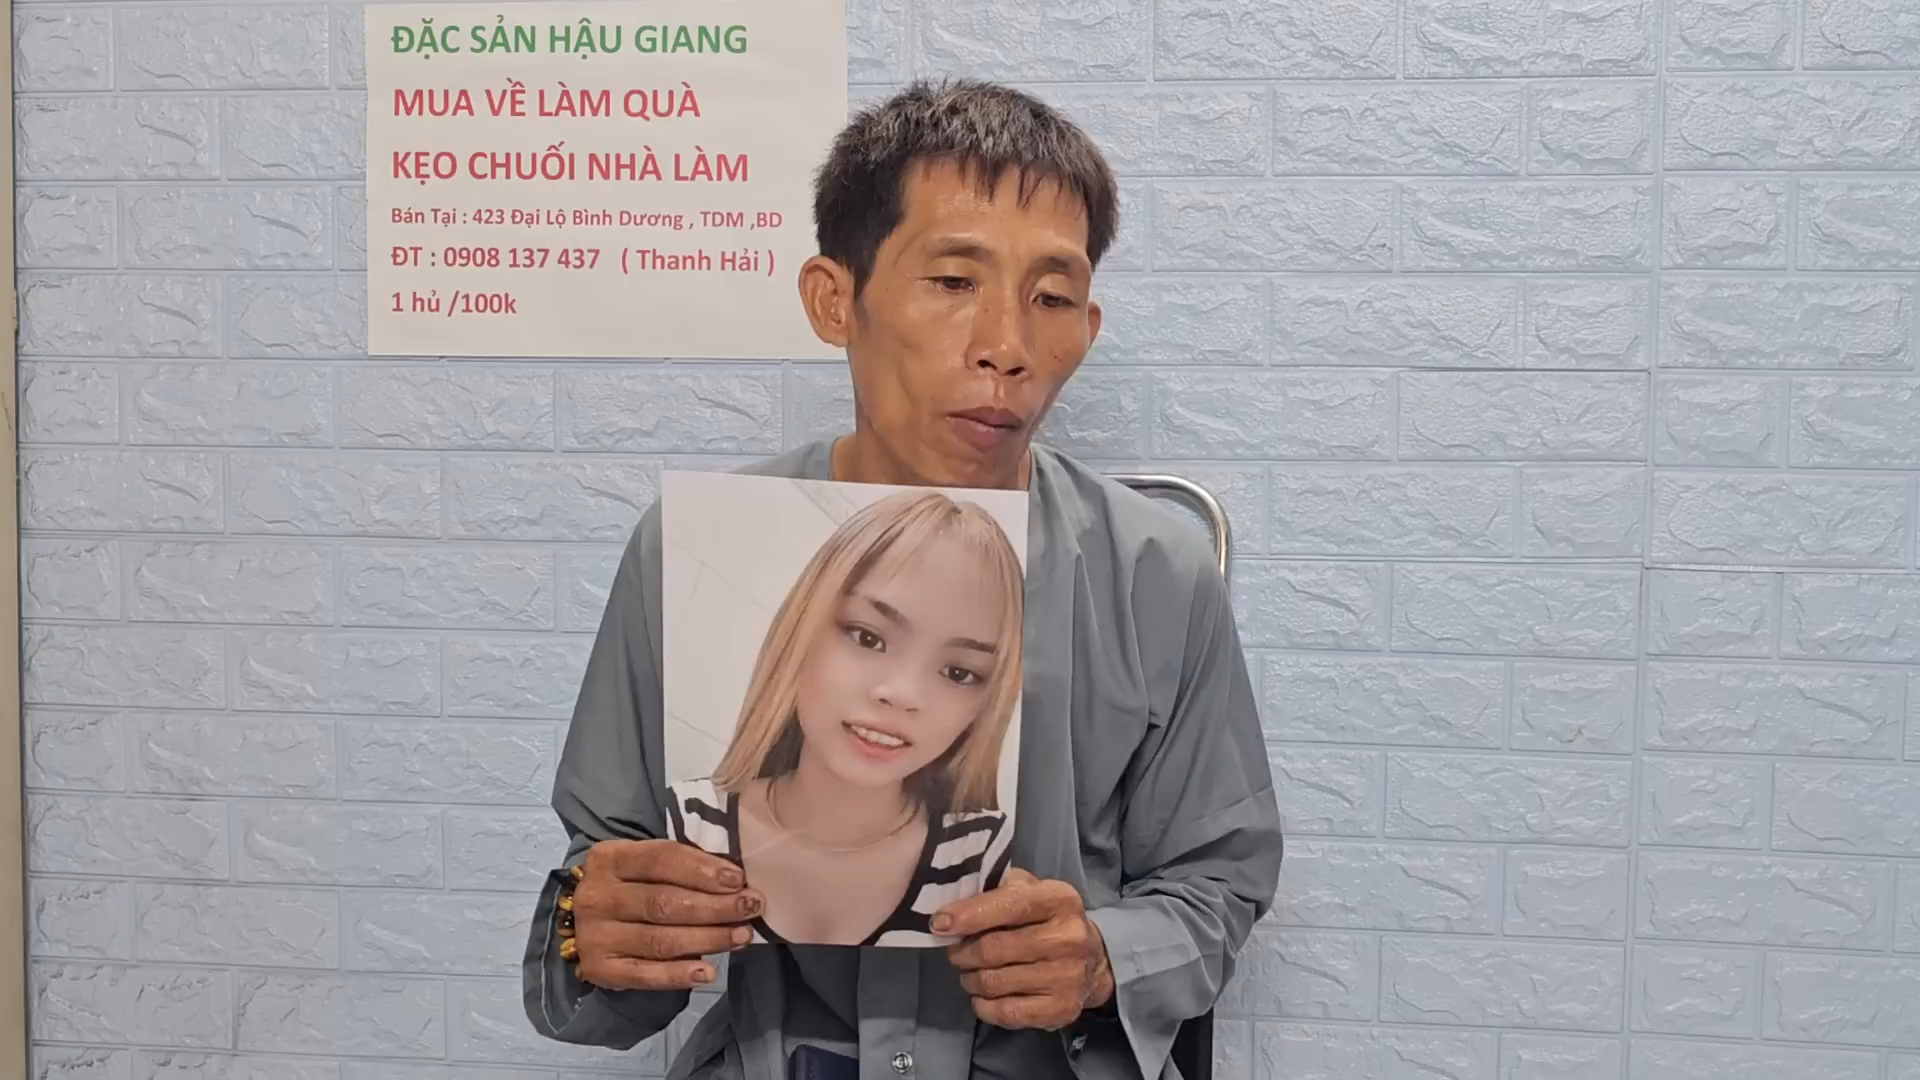 ĐẶC SẢN HẬU GIANG
MUA VỀ LÀM QUÀ
KẸO CHUỐI NHÀ LÀM
Bán Tại : 423 Đại Lộ Bình Dương , TDM ,BD
ĐT : 0908 137 437 ( Thanh Hải )
1 hủ /100k